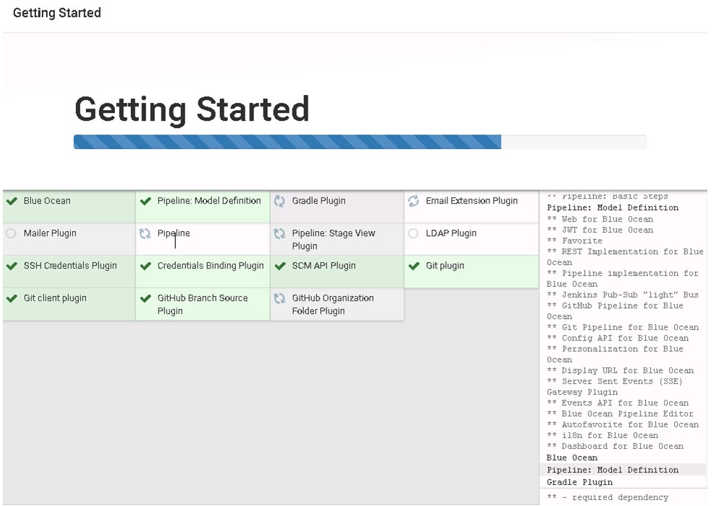 Getting Started
Getting Started
Blue Ocean
Pipeline: Model Definition
Gradle Plugin
Email Extension Plugin
Mailer Plugin
Pipeline
Pipeline: Stage View
Plugin
LDAP Plugin
SSH Credentials Plugin
Credentials Binding Plugin
SCM API Plugin
Git plugin
Git client plugin
GitHub Branch Source
Plugin
GitHub Organization
Folder Plugin
** Pipeline: Basic Steps
Pipeline: Model Definition
** Web for Blue Ocean
** JWT for Blue Ocean
** Favorite
** REST Implementation for Blue
Ocean
** Pipeline implementation for
Blue Ocean
** Jenkins Pub-Sub "light" Bus
** GitHub Pipeline for Blue
Ocean
** Git Pipeline for Blue Ocean
** Config API for Blue Ocean
** Personalization for Blue
Ocean
** Display URL for Blue Ocean
** Server Sent Events (SSE)
Gateway Plugin
** Events API for Blue Ocean
** Blue Ocean Pipeline Editor
** Autofavorite for Blue Ocean
** i18n for Blue Ocean
** Dashboard for Blue Ocean
Blue Ocean
Pipeline: Model Definition
Gradle Plugin
** - required dependency